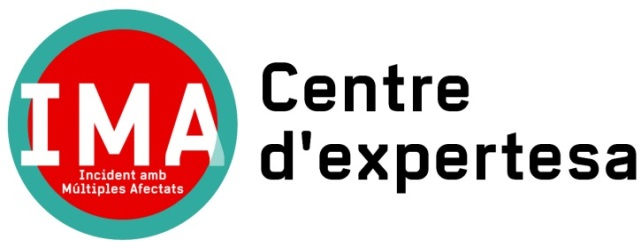 IMA
Incident amb
Múltiples Afectats
Centre
d'expertesa